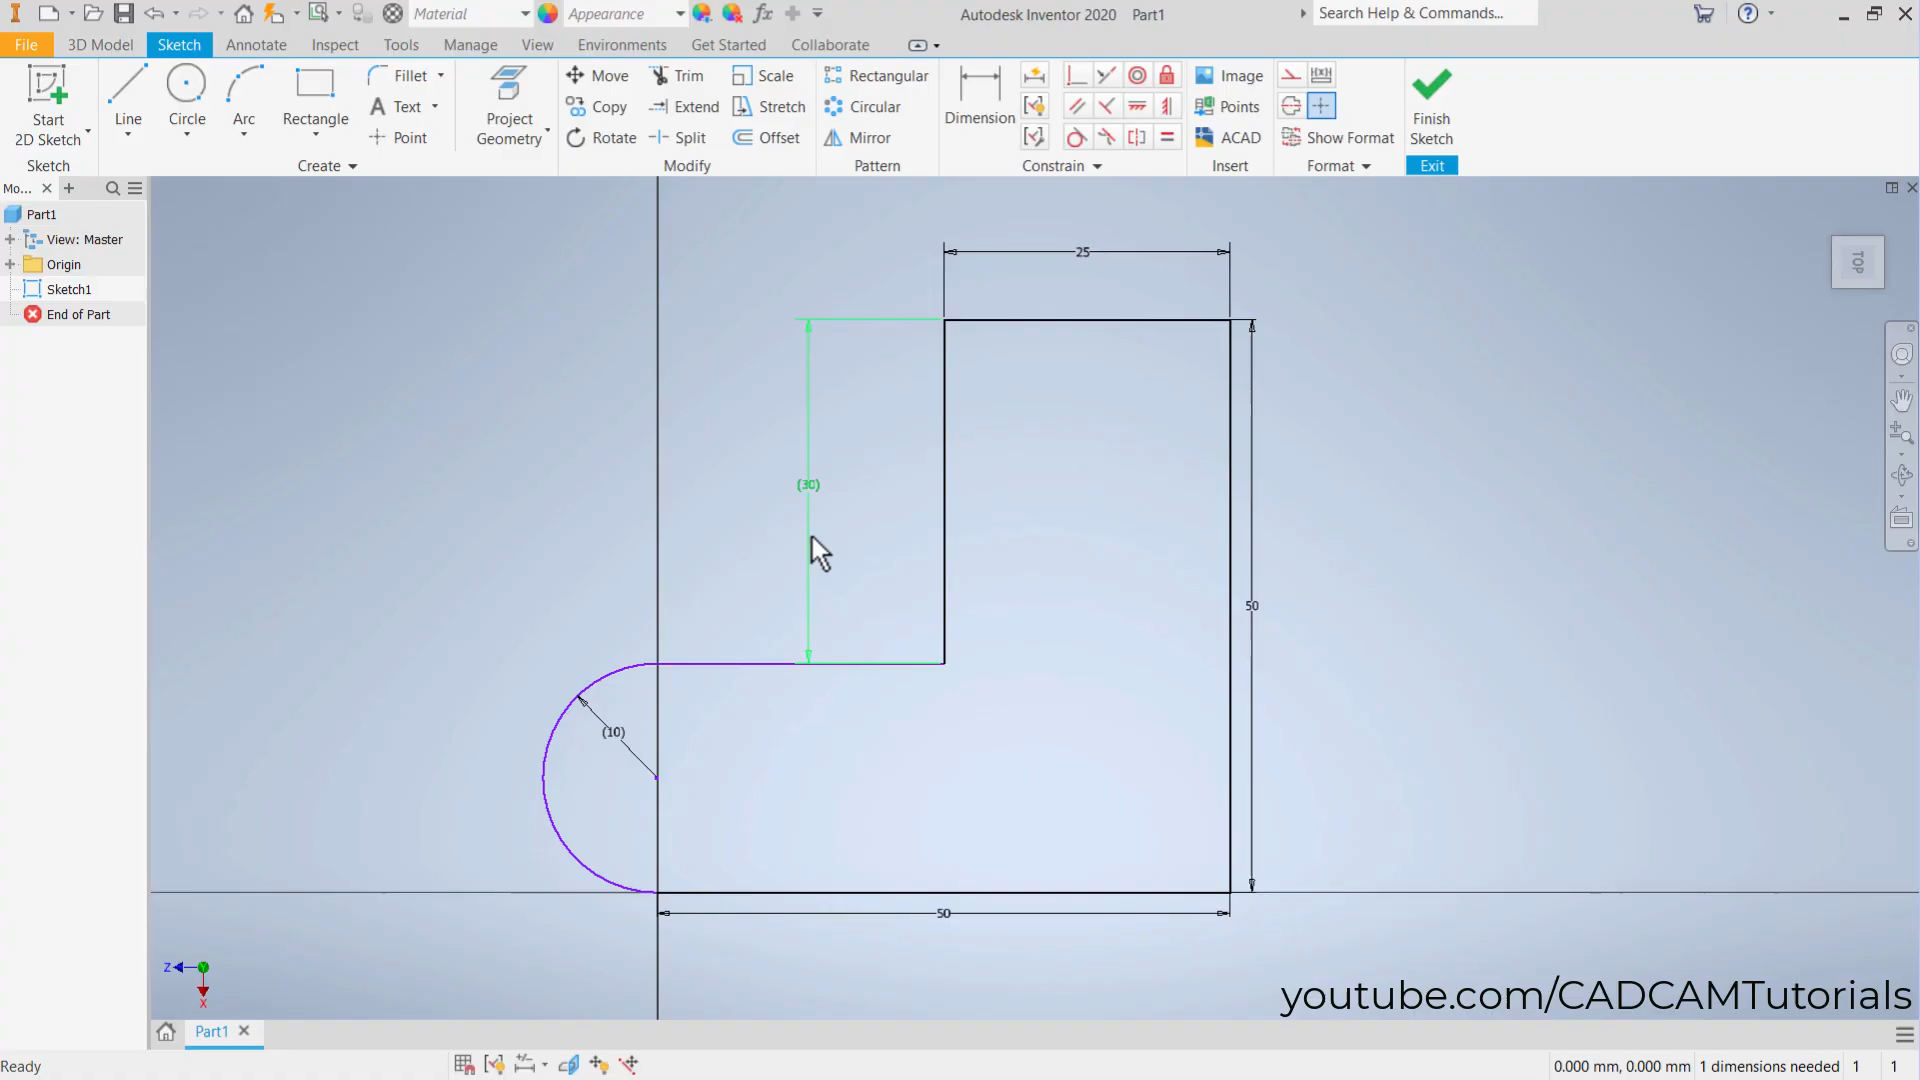 Material Appearance Autodesk Inventor 2020 Part1 Search Help & Commands...
File 3D Model Sketch Annotate Inspect Tools Manage View Environments Get Started Collaborate
Start 2D Sketch
Line
Circle
Arc
Rectangle
Fillet
Text
Point
Project Geometry
Move
Copy
Rotate
Trim
Extend
Split
Scale
Stretch
Offset
Rectangular
Circular
Mirror
Dimension
Image
Points
ACAD
Show Format
Finish Sketch
Sketch Create Modify Pattern Constrain Insert Format Exit
Mo...
Part1
View: Master
Origin
Sketch1
End of Part
TOP
25
(30)
50
(10)
50
Z
Y
X
youtube.com/CADCAMTutorials
Part1
Ready 0.000 mm, 0.000 mm 1 dimensions needed 1 1